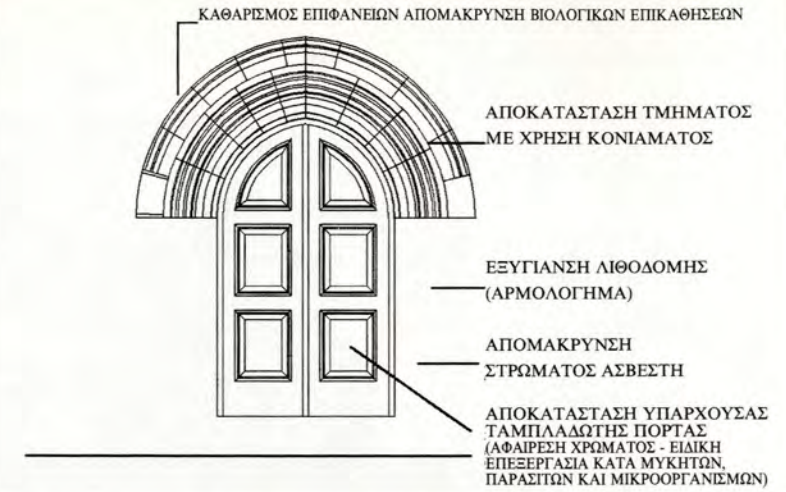 ΚΑΘΑΡΙΣΜΟΣ ΕΠΙΦΑΝΕΙΩΝ ΑΠΟΜΑΚΡΥΝΣΗ ΒΙΟΛΟΓΙΚΩΝ ΕΠΙΚΑΘΗΣΕΩΝ
ΑΠΟΚΑΤΑΣΤΑΣΗ ΤΜΗΜΑΤΟΣ
ΜΕ ΧΡΗΣΗ ΚΟΝΙΑΜΑΤΟΣ
ΕΞΥΓΙΑΝΣΗ ΛΙΘΟΔΟΜΗΣ
(ΑΡΜΟΛΟΓΗΜΑ)
ΑΠΟΜΑΚΡΥΝΣΗ
ΣΤΡΩΜΑΤΟΣ ΑΣΒΕΣΤΗ
ΑΠΟΚΑΤΑΣΤΑΣΗ ΥΠΑΡΧΟΥΣΑΣ
ΤΑΜΠΛΑΔΩΤΗΣ ΠΟΡΤΑΣ
(ΑΦΑΙΡΕΣΗ ΧΡΩΜΑΤΟΣ - ΕΙΔΙΚΗ
ΕΠΕΞΕΡΓΑΣΙΑ ΚΑΤΑ ΜΥΚΗΤΩΝ,
ΠΑΡΑΣΙΤΩΝ ΚΑΙ ΜΙΚΡΟΟΡΓΑΝΙΣΜΩΝ)